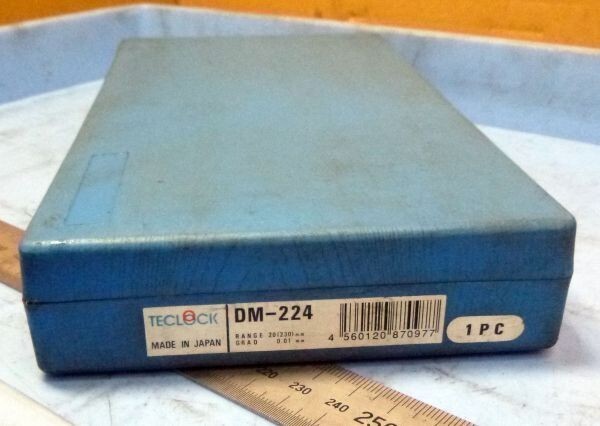 TECLOCK
MADE IN JAPAN
DM-224
RANGE 20(230)mm
GRAD 0.01 mm
4 560120 870977
1PC
220 230 240 250